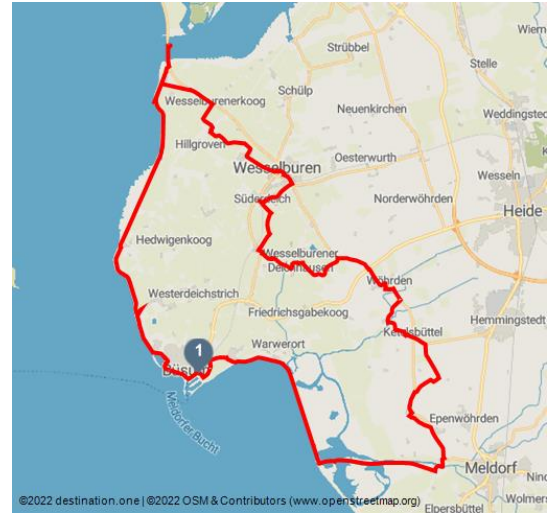 Strübbel
Stelle
Schülp
Wesselburenerkoog
Weddingstedt
Neuenkirchen
Hillgroven
Wesselburen
Oesterwurth
Wesseln
Süderdeich
Norderwöhrden
Heide
Hedwigenkoog
Wesselburener
Deichhausen
Wöhrden
Westerdeichstrich
Friedrichsgabekoog
Hemmingstedt
Ketelsbüttel
1
Warwerort
Büsum
Epenwöhrden
Meldorfer Bucht
Meldorf
Elpersbüttel
©2022 destination.one | ©2022 OSM & Contributors (www.openstreetmap.org)